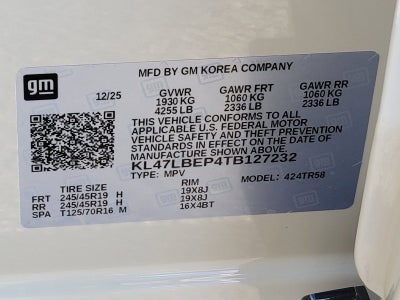 gm
MFD BY GM KOREA COMPANY
12/25 GVWR GAWR FRT GAWR RR
1930 KG 1060 KG 1060 KG
4255 LB 2336 LB 2336 LB
THIS VEHICLE CONFORMS TO ALL
APPLICABLE U.S. FEDERAL MOTOR
VEHICLE SAFETY AND THEFT PREVENTION
STANDARDS IN EFFECT ON THE DATE OF
MANUFACTURE SHOWN ABOVE.
KL47LBEP4TB127232
TYPE: MPV MODEL: 424TR58
TIRE SIZE RIM
FRT 245/45R19 H 19X8J
RR 245/45R19 H 19X8J
SPA T125/70R16 M 16X4BT